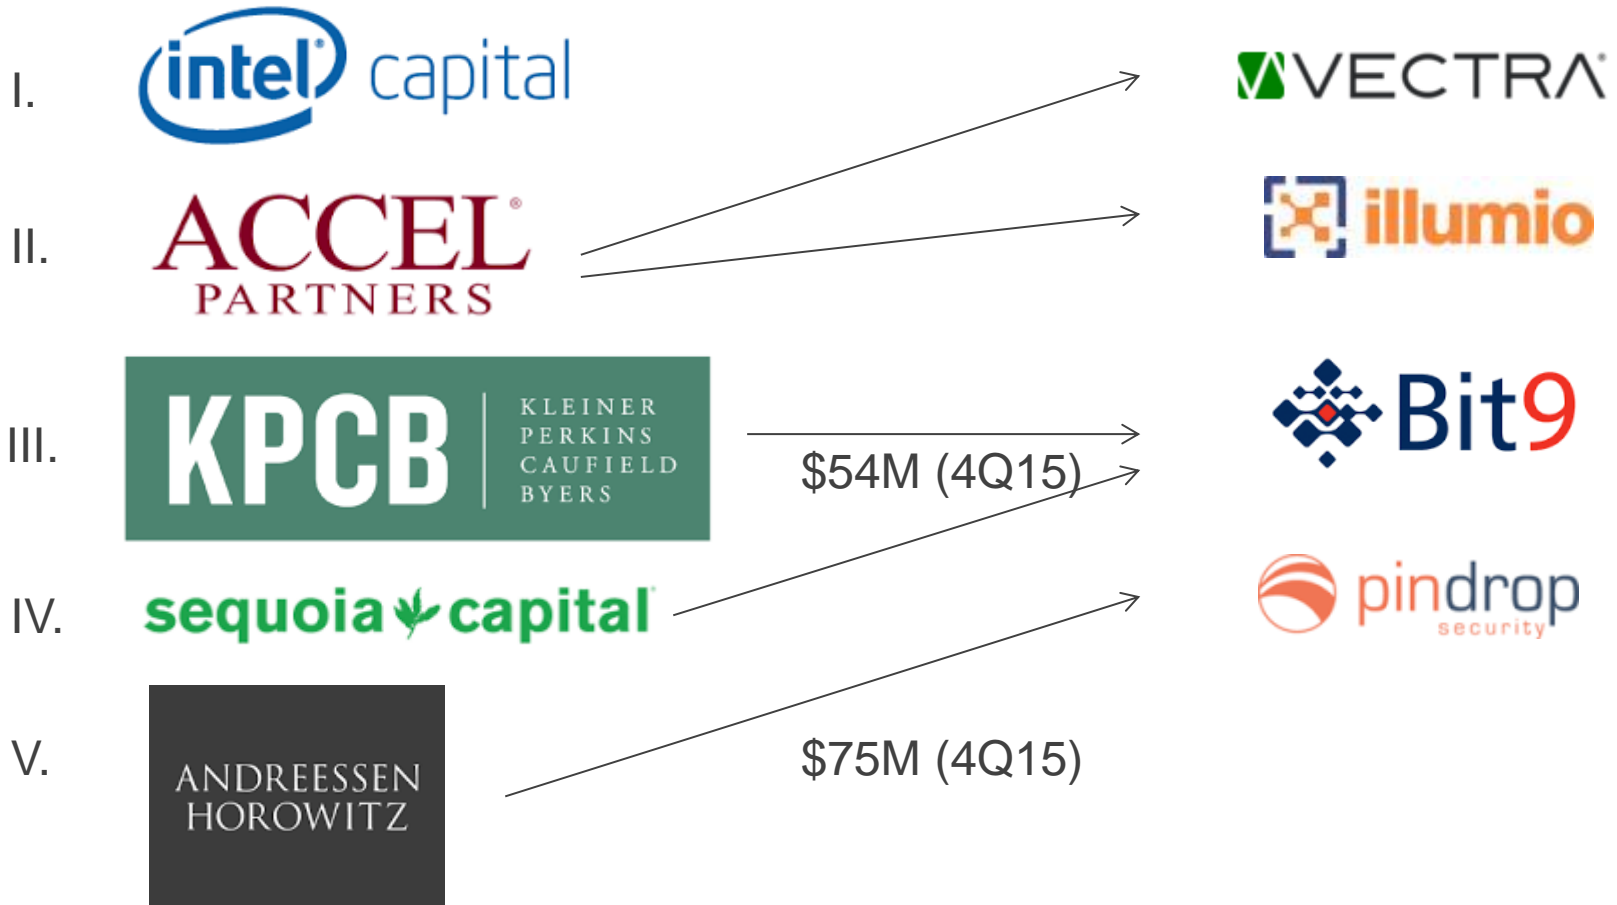 I.
intel® capital
VECTRA®
II.
ACCEL®
PARTNERS
illumio
III.
KPCB
KLEINER
PERKINS
CAUFIELD
BYERS
$54M (4Q15)
Bit9
IV.
sequoia capital
pindrop
security
V.
ANDREESSEN
HOROWITZ
$75M (4Q15)